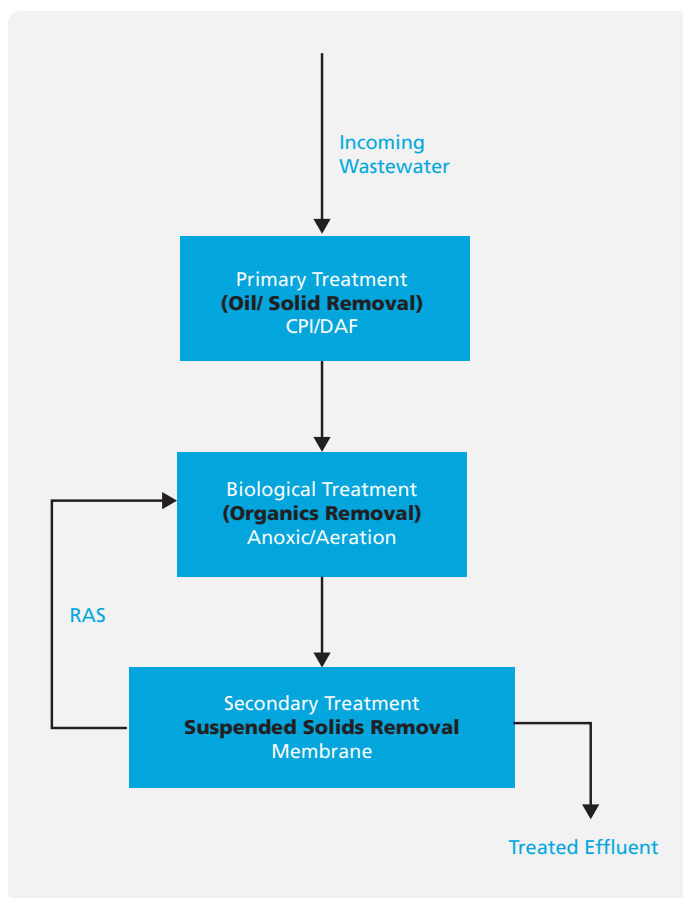 Incoming
Wastewater
Primary Treatment
(Oil/ Solid Removal)
CPI/DAF
Biological Treatment
(Organics Removal)
Anoxic/Aeration
RAS
Secondary Treatment
Suspended Solids Removal
Membrane
Treated Effluent